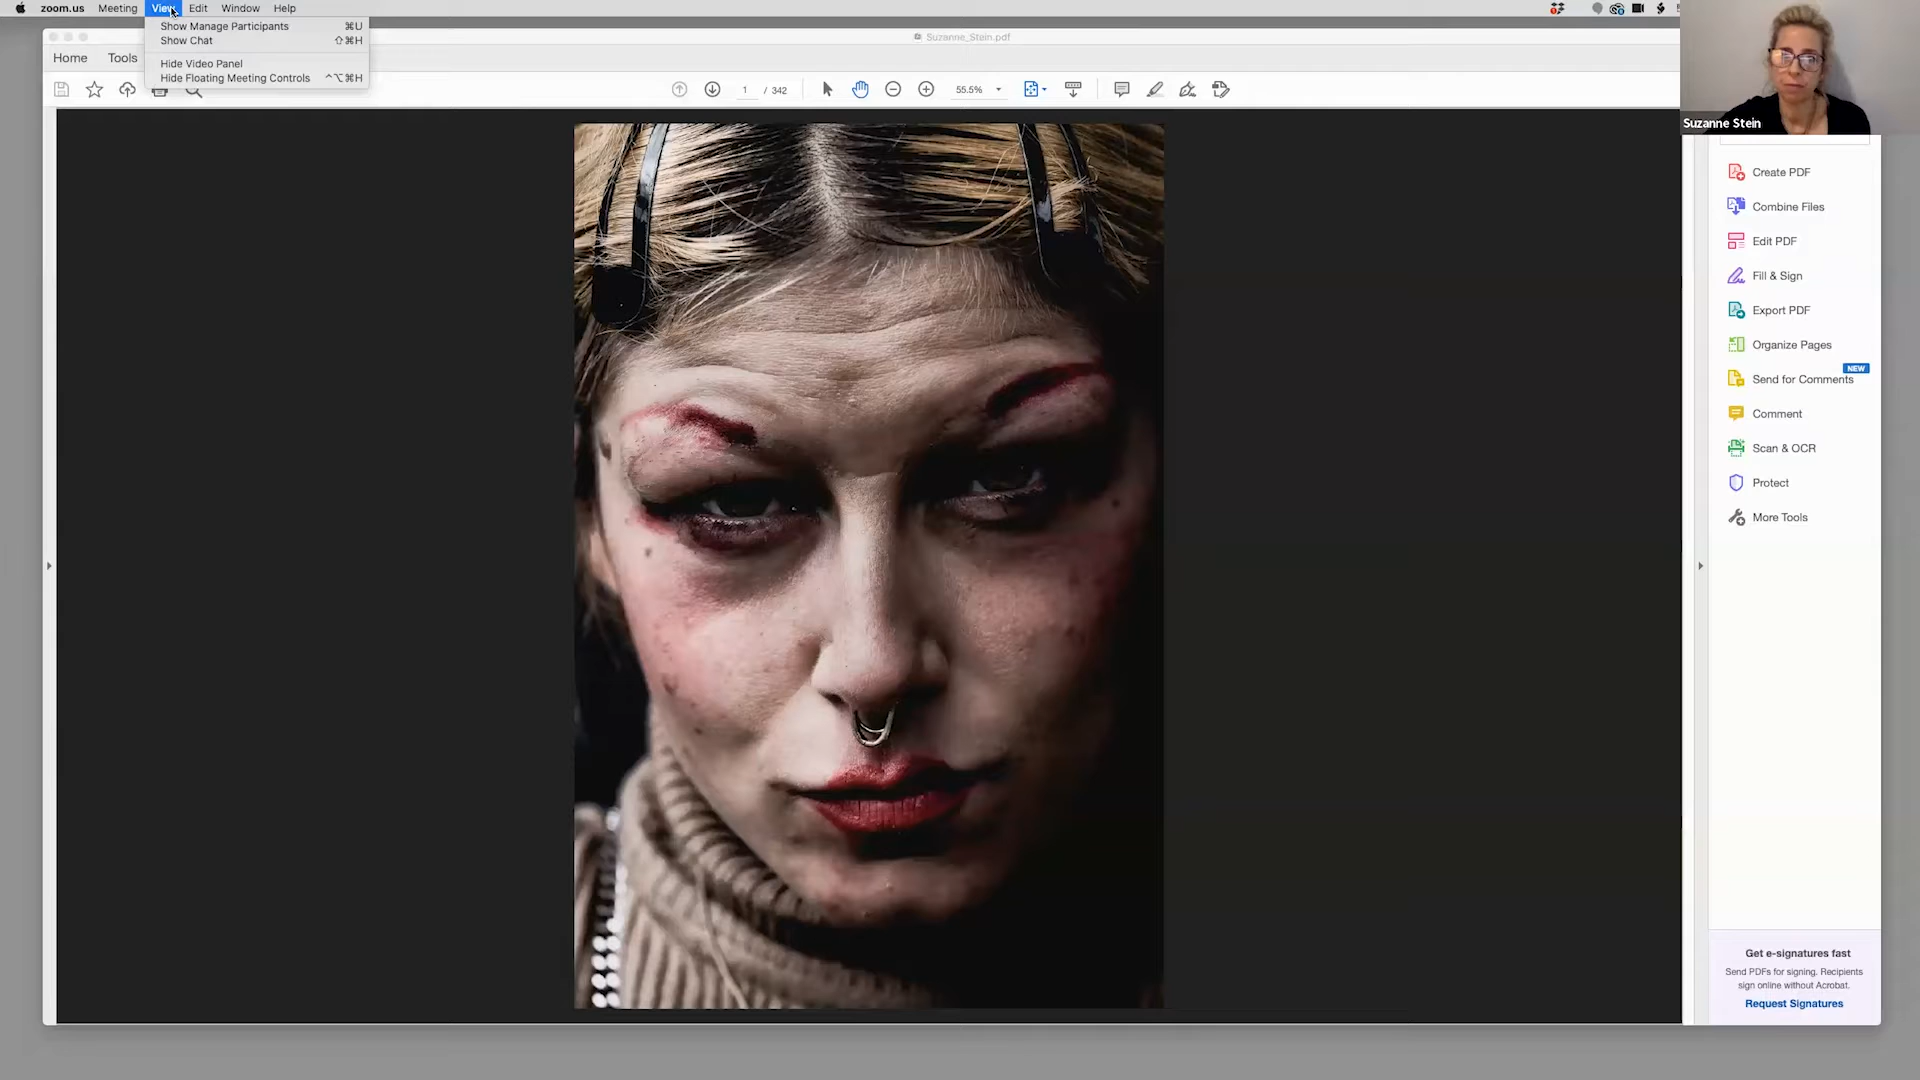 zoom.us Meeting View Edit Window Help
Show Manage Participants ⌘U
Show Chat ⇧⌘H
Hide Video Panel
Hide Floating Meeting Controls ^⌥⌘H
Suzanne_Stein.pdf
Home Tools
1 / 342 55.5%
Suzanne Stein
Create PDF
Combine Files
Edit PDF
Fill & Sign
Export PDF
Organize Pages
NEW
Send for Comments
Comment
Scan & OCR
Protect
More Tools
Get e-signatures fast
Send PDFs for signing. Recipients
sign online without Acrobat.
Request Signatures